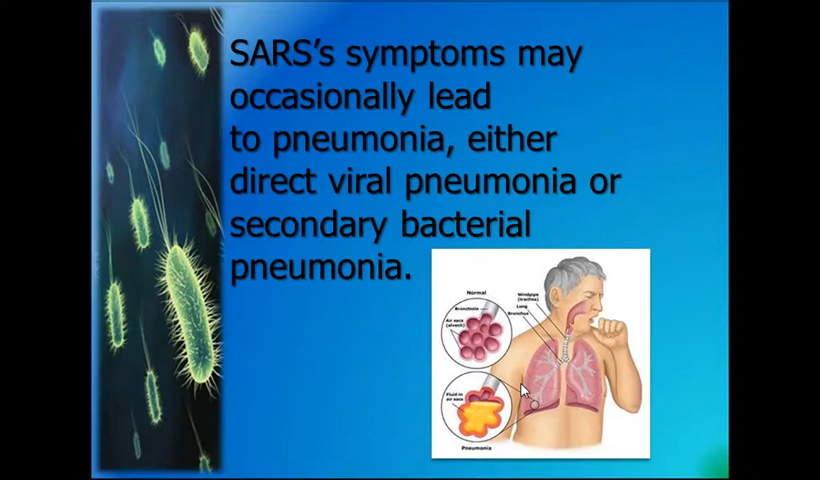 SARS's symptoms may
occasionally lead
to pneumonia, either
direct viral pneumonia or
secondary bacterial
pneumonia.
Normal
Bronchiole
Air sacs
(alveoli)
Windpipe
(trachea)
Lung
Bronchus
Fluid in
air sacs
Pneumonia